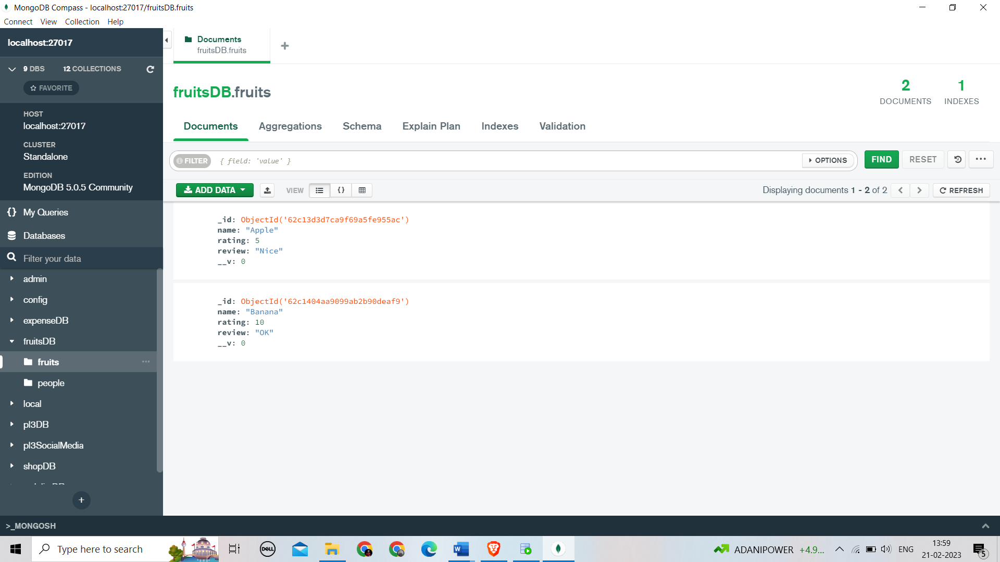 MongoDB Compass - localhost:27017/fruitsDB.fruits
Connect View Collection Help
localhost:27017
Documents
fruitsDB.fruits
9 DBS 12 COLLECTIONS
FAVORITE
fruitsDB.fruits
2
DOCUMENTS
1
INDEXES
HOST
localhost:27017
CLUSTER
Standalone
EDITION
MongoDB 5.0.5 Community
Documents Aggregations Schema Explain Plan Indexes Validation
FILTER { field: 'value' } OPTIONS FIND RESET
ADD DATA VIEW {} Displaying documents 1 - 2 of 2 REFRESH
{} My Queries
Databases
Filter your data
admin
config
expenseDB
fruitsDB
fruits
people
local
pl3DB
pl3SocialMedia
shopDB
_id: ObjectId('62c13d3d7ca9f69a5fe955ac')
name: "Apple"
rating: 5
review: "Nice"
__v: 0
_id: ObjectId('62c1404aa9099ab2b90deaf9')
name: "Banana"
rating: 10
review: "OK"
__v: 0
>_MONGOSH
Type here to search
DELL
W
ADANIPOWER +4.9...
ENG
13:59
21-02-2023
5